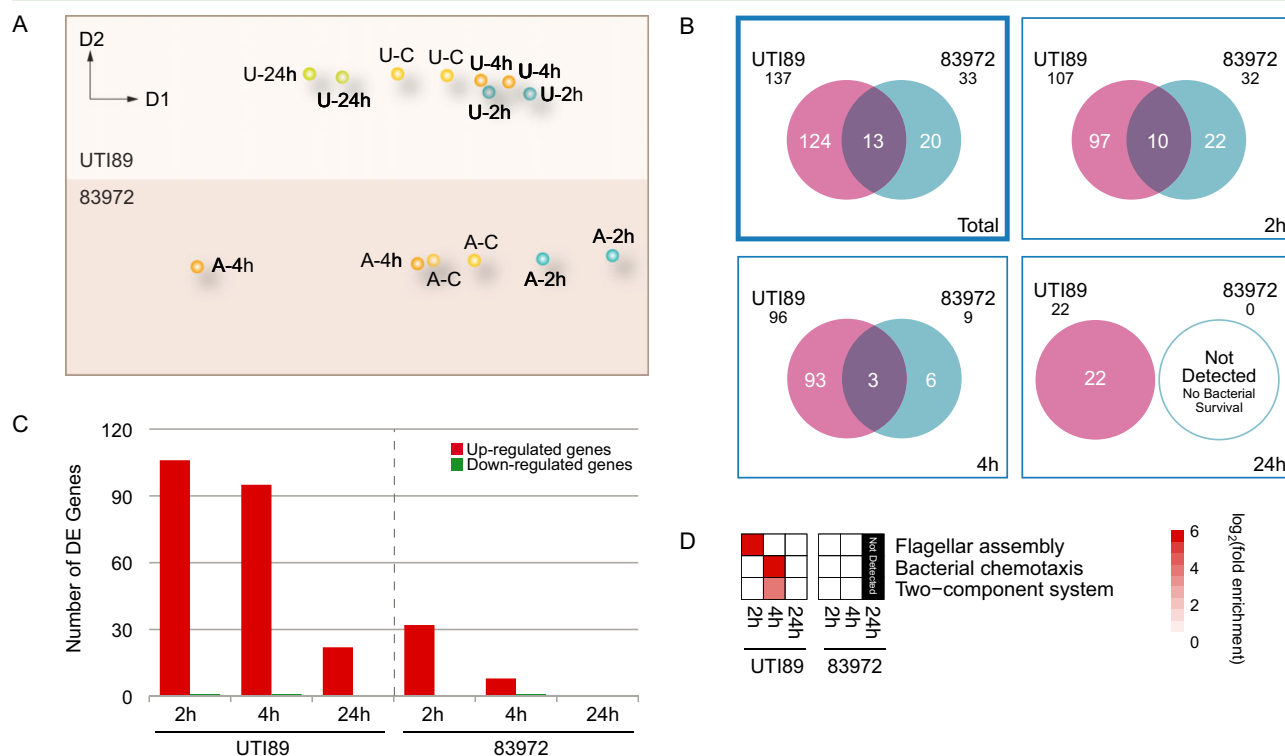 A
D2
D1
U-24h
U-24h
U-C
U-C
U-4h
U-4h
U-2h
U-2h
UTI89
83972
A-4h
A-4h
A-C
A-C
A-2h
A-2h
B
UTI89
137
83972
33
124
13
20
Total
UTI89
107
83972
32
97
10
22
2h
UTI89
96
83972
9
93
3
6
4h
UTI89
22
83972
0
22
Not
Detected
No Bacterial
Survival
24h
C
Number of DE Genes
120
90
60
30
0
Up-regulated genes
Down-regulated genes
2h
4h
24h
2h
4h
24h
UTI89
83972
D
Not Detected
Flagellar assembly
Bacterial chemotaxis
Two−component system
2h
4h
24h
2h
4h
24h
UTI89
83972
6
4
2
0
log2(fold enrichment)